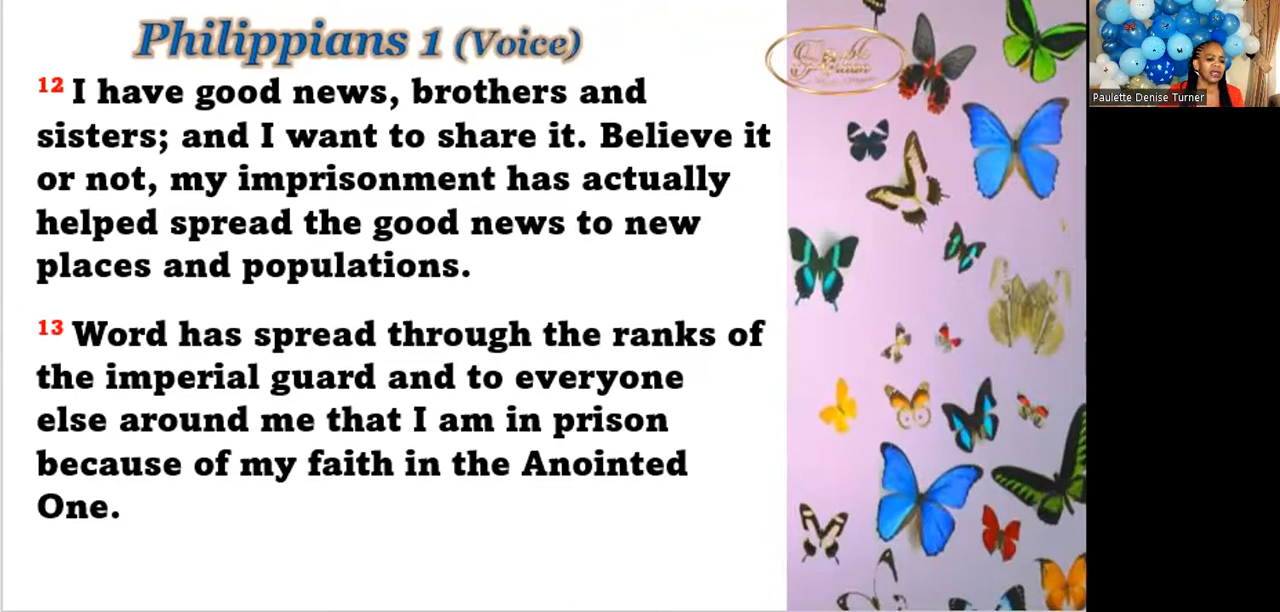 Philippians 1 (Voice)
12 I have good news, brothers and
sisters; and I want to share it. Believe it
or not, my imprisonment has actually
helped spread the good news to new
places and populations.
13 Word has spread through the ranks of
the imperial guard and to everyone
else around me that I am in prison
because of my faith in the Anointed
One.
Paulette Denise Turner